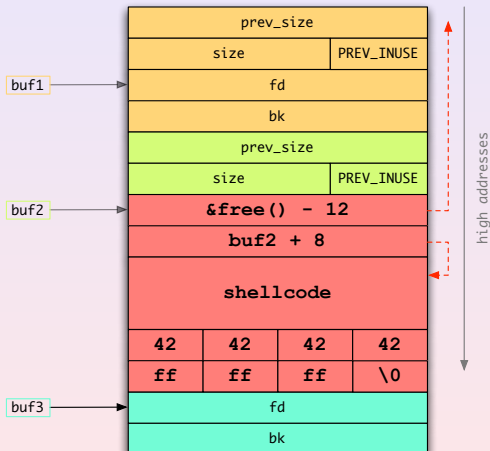 prev_size
size PREV_INUSE
buf1 fd
bk
prev_size
size PREV_INUSE
buf2 &free() - 12
buf2 + 8
shellcode
42 42 42 42
ff ff ff \0
buf3 fd
bk
high addresses